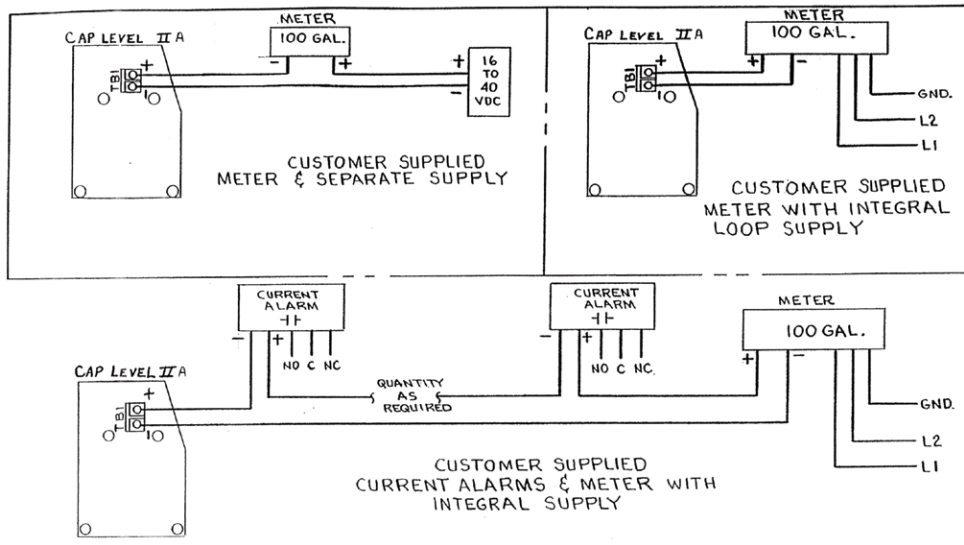 CAP LEVEL II A
METER
100 GAL.
- +
+
TB1
-
+
-
16
TO
40
VDC
CUSTOMER SUPPLIED
METER & SEPARATE SUPPLY
CAP LEVEL II A
METER
100 GAL.
+ -
+
TB1
-
GND.
L2
L1
CUSTOMER SUPPLIED
METER WITH INTEGRAL
LOOP SUPPLY
CURRENT
ALARM
- +
NO C NC
QUANTITY
AS
REQUIRED
CURRENT
ALARM
- +
NO C NC.
METER
100 GAL.
+ -
GND.
L2
L1
CAP LEVEL II A
+
TB1
-
CUSTOMER SUPPLIED
CURRENT ALARMS & METER WITH
INTEGRAL SUPPLY